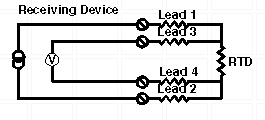 Receiving Device
Lead 1
Lead 3
V
RTD
Lead 4
Lead 2